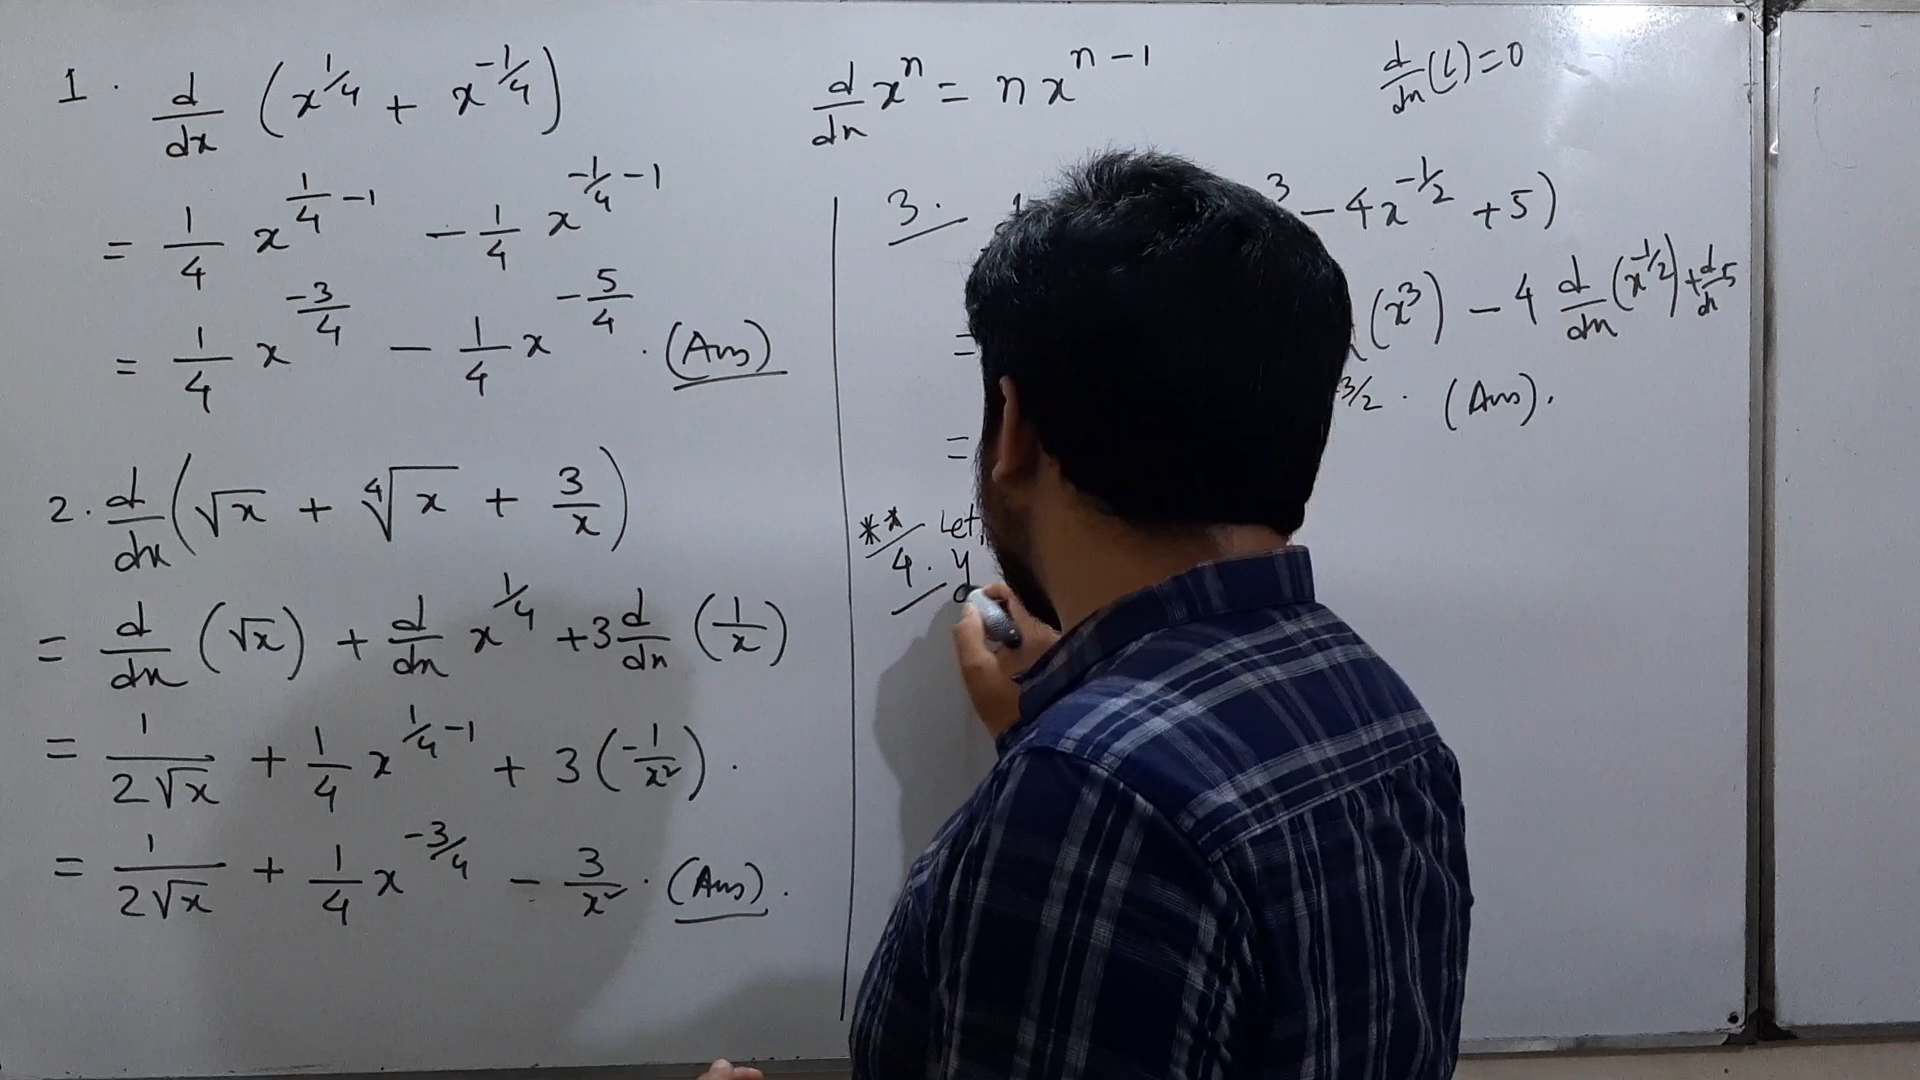 1. d/dx (x^1/4 + x^-1/4)
= 1/4 x^1/4-1 - 1/4 x^-1/4-1
= 1/4 x^-3/4 - 1/4 x^-5/4 . (Ans)
2. d/dx (√x + ∜x + 3/x)
= d/dx (√x) + d/dx x^1/4 + 3 d/dx (1/x)
= 1/2√x + 1/4 x^1/4-1 + 3(-1/x²).
= 1/2√x + 1/4 x^-3/4 - 3/x² . (Ans).
d/dx x^n = n x^n-1
d/dx (c) = 0
3. 3 - 4x^-1/2 + 5)
= (x³) - 4 d/dx (x^-1/2) + d/dx 5
= 3/2 . (Ans).
** Let,
4. y